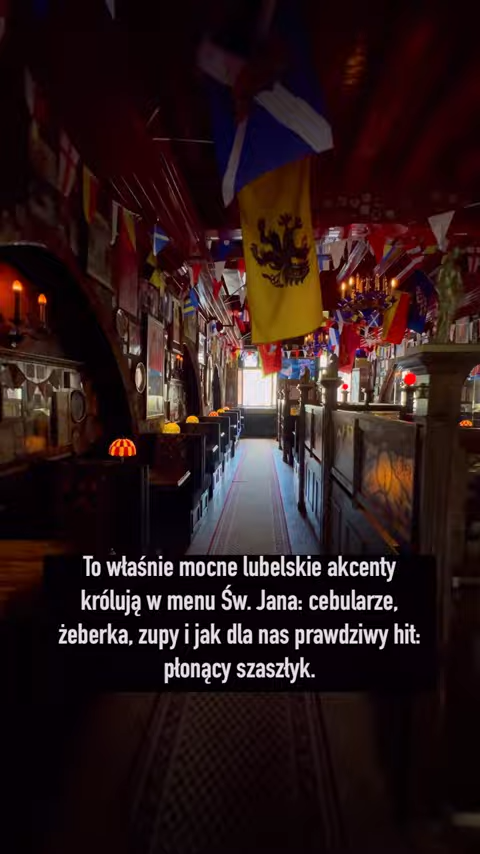 To właśnie mocne lubelskie akcenty
królują w menu Św. Jana: cebularze,
żeberka, zupy i jak dla nas prawdziwy hit:
płonący szaszłyk.